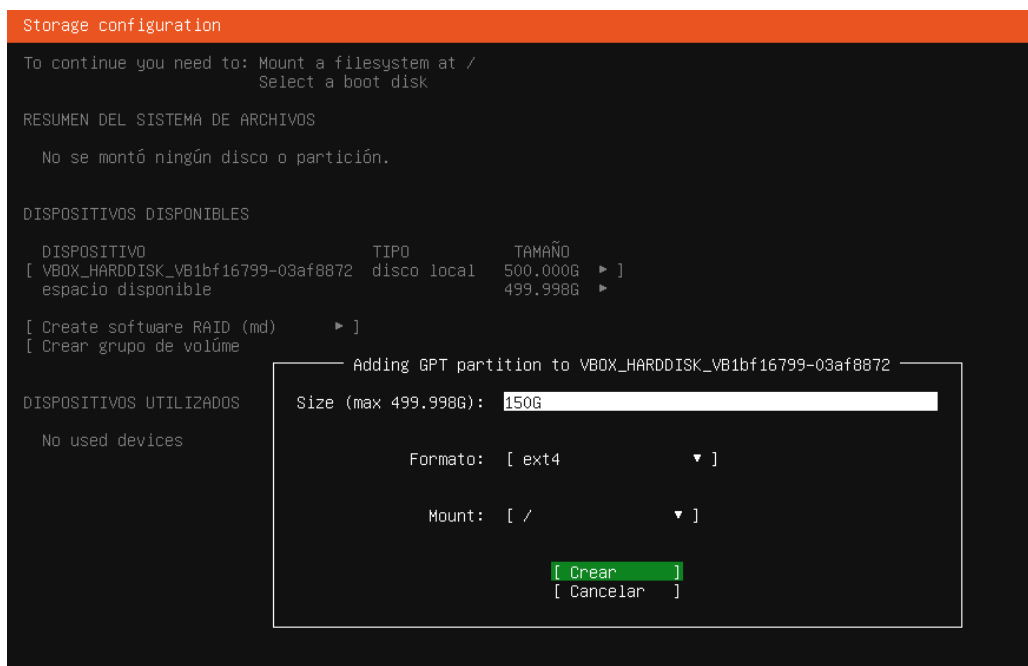 Storage configuration
To continue you need to: Mount a filesystem at /
Select a boot disk
RESUMEN DEL SISTEMA DE ARCHIVOS
No se montó ningún disco o partición.
DISPOSITIVOS DISPONIBLES
DISPOSITIVO TIPO TAMAÑO
[ VBOX_HARDDISK_VB1bf16799-03af8872 disco local 500.000G ▸ ]
espacio disponible 499.998G ▸
[ Create software RAID (md) ▸ ]
[ Crear grupo de volúme
DISPOSITIVOS UTILIZADOS
No used devices
Adding GPT partition to VBOX_HARDDISK_VB1bf16799-03af8872
Size (max 499.998G): 150G
Formato: [ ext4 ▾ ]
Mount: [ / ▾ ]
[ Crear ]
[ Cancelar ]